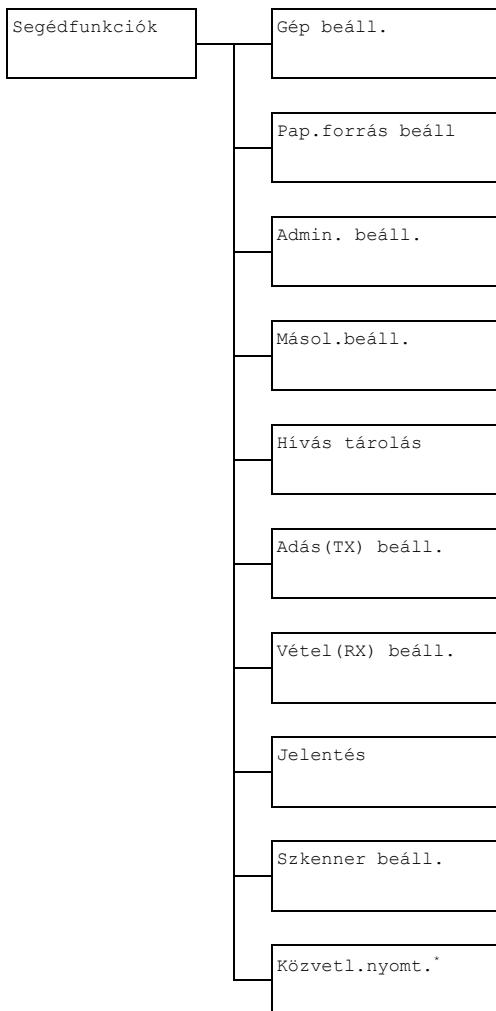 Segédfunkciók
Gép beáll.
Pap.forrás beáll
Admin. beáll.
Másol.beáll.
Hívás tárolás
Adás(TX) beáll.
Vétel(RX) beáll.
Jelentés
Szkenner beáll.
Közvetl.nyomt.*